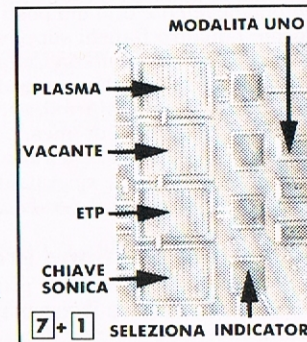 MODALITA UNO
PLASMA
VACANTE
ETP
CHIAVE
SONICA
7 + 1 SELEZIONA INDICATOR